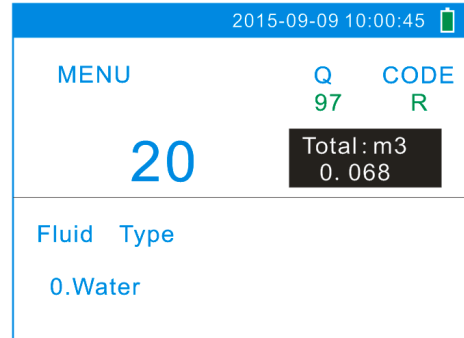 2015-09-09 10:00:45
MENU Q CODE
97 R
20
Total:m3
0.068
Fluid Type
0.Water